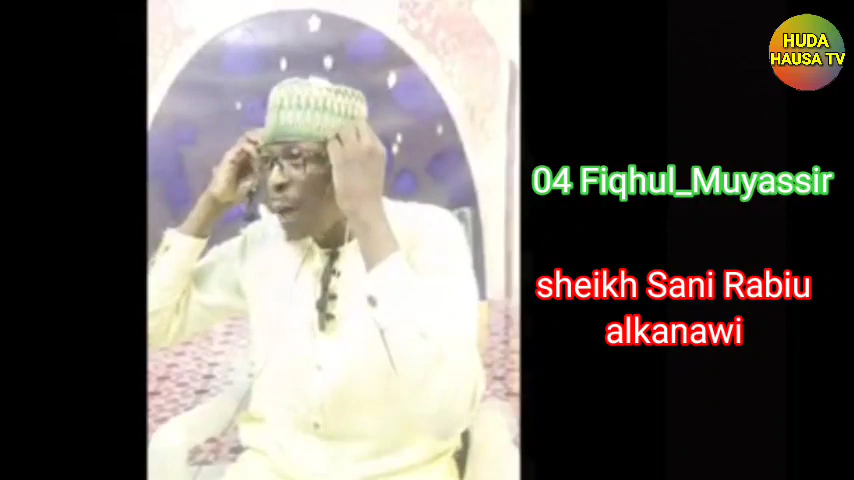 HUDA
HAUSA TV
04 Fiqhul_Muyassir
sheikh Sani Rabiu
alkanawi